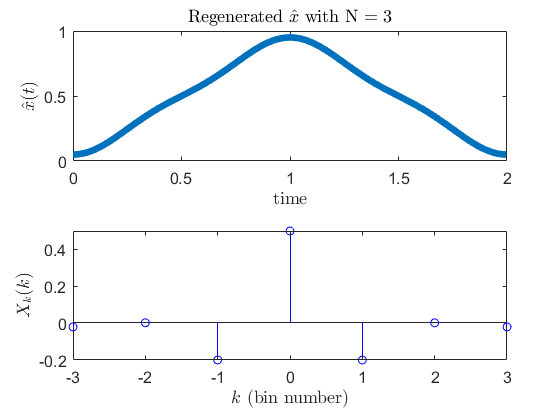 Regenerated x̂ with N = 3
x̂(t)
1
0.5
0
0 0.5 1 1.5 2
time
X_k(k)
0.4
0.2
0
-0.2
-3 -2 -1 0 1 2 3
k (bin number)